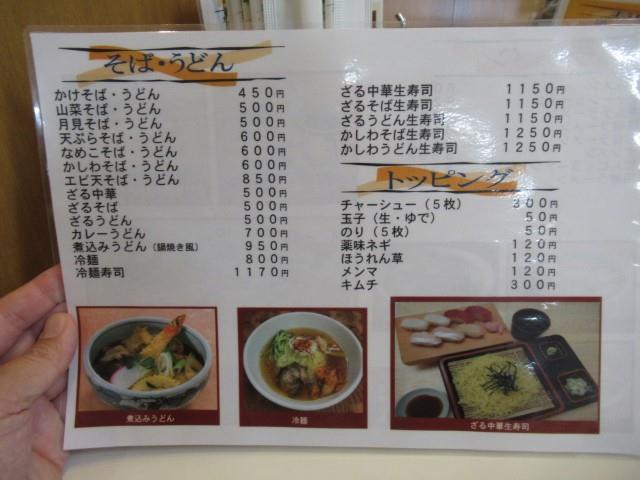 そば・うどん
かけそば・うどん 450円
山菜そば・うどん 500円
月見そば・うどん 500円
天ぷらそば・うどん 600円
なめこそば・うどん 600円
かしわそば・うどん 600円
エビ天そば・うどん 850円
ざる中華 500円
ざるそば 500円
ざるうどん 500円
カレーうどん 700円
煮込みうどん（鍋焼き風） 950円
冷麺 800円
冷麺寿司 1170円
ざる中華生寿司 1150円
ざるそば生寿司 1150円
ざるうどん生寿司 1150円
かしわそば生寿司 1250円
かしわうどん生寿司 1250円
トッピング
チャーシュー（5枚） 300円
玉子（生・ゆで） 50円
のり（5枚） 50円
薬味ネギ 120円
ほうれん草 120円
メンマ 120円
キムチ 300円
煮込みうどん
冷麺
ざる中華生寿司